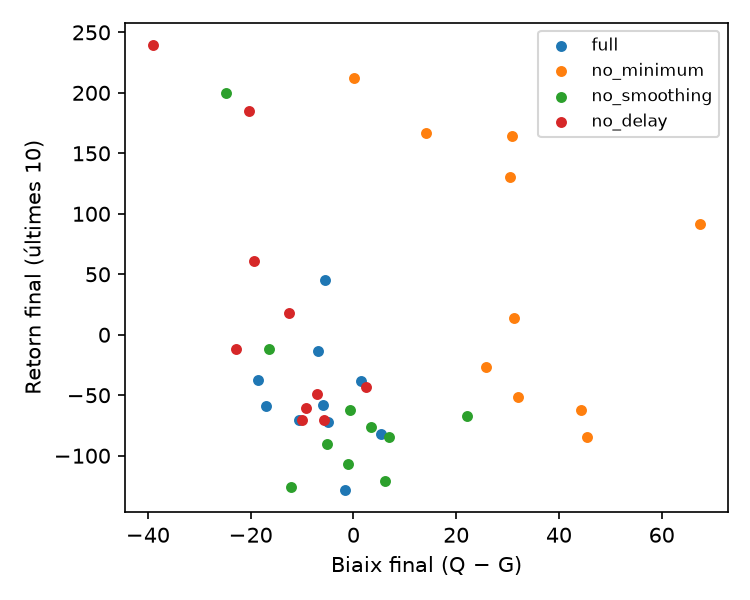 250
200
150
100
50
0
−50
−100
Retorn final (últimes 10)
−40
−20
0
20
40
60
Biaix final (Q − G)
full
no_minimum
no_smoothing
no_delay